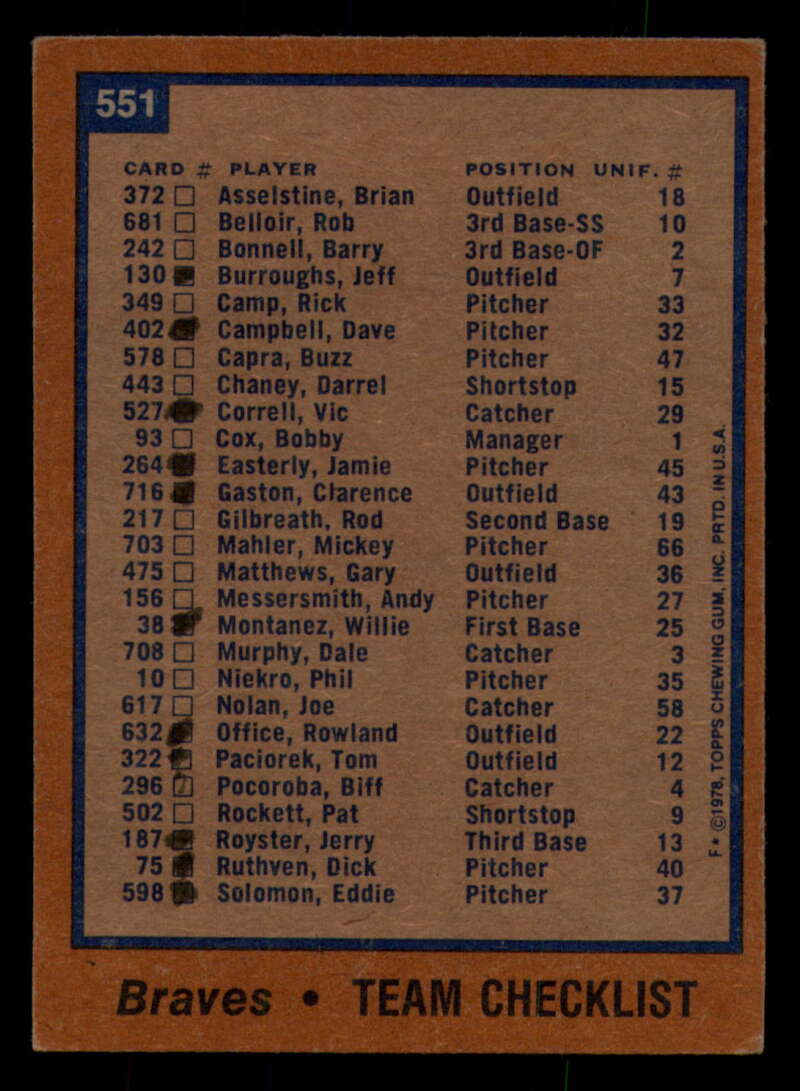 551
CARD # PLAYER POSITION UNIF. #
372 □ Asselstine, Brian Outfield 18
681 □ Belloir, Rob 3rd Base-SS 10
242 □ Bonnell, Barry 3rd Base-OF 2
130 ■ Burroughs, Jeff Outfield 7
349 □ Camp, Rick Pitcher 33
402 ■ Campbell, Dave Pitcher 32
578 □ Capra, Buzz Pitcher 47
443 □ Chaney, Darrel Shortstop 15
527 ■ Correll, Vic Catcher 29
93 □ Cox, Bobby Manager 1
264 ■ Easterly, Jamie Pitcher 45
716 ■ Gaston, Clarence Outfield 43
217 □ Gilbreath, Rod Second Base 19
703 □ Mahler, Mickey Pitcher 66
475 □ Matthews, Gary Outfield 36
156 □ Messersmith, Andy Pitcher 27
38 ■ Montanez, Willie First Base 25
708 □ Murphy, Dale Catcher 3
10 □ Niekro, Phil Pitcher 35
617 □ Nolan, Joe Catcher 58
632 ■ Office, Rowland Outfield 22
322 ■ Paciorek, Tom Outfield 12
296 □ Pocoroba, Biff Catcher 4
502 □ Rockett, Pat Shortstop 9
187 ■ Royster, Jerry Third Base 13
75 ■ Ruthven, Dick Pitcher 40
598 ■ Solomon, Eddie Pitcher 37
F* ©1978, TOPPS CHEWING GUM, INC. PRTD. IN U.S.A.
Braves • TEAM CHECKLIST